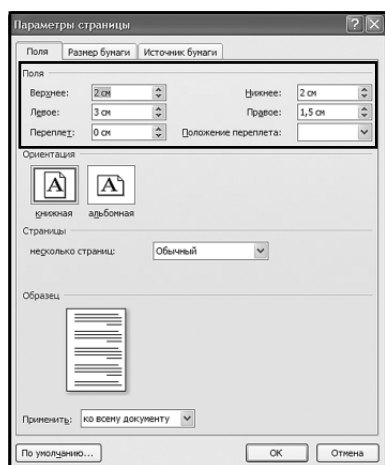 Параметры страницы
Поля Размер бумаги Источник бумаги
Поля
Верхнее: 2 см Нижнее: 2 см
Левое: 3 см Правое: 1,5 см
Переплет: 0 см Положение переплета:
Ориентация
A A
книжная альбомная
Страницы
несколько страниц: Обычный
Образец
Применить: ко всему документу
По умолчанию... ОК Отмена